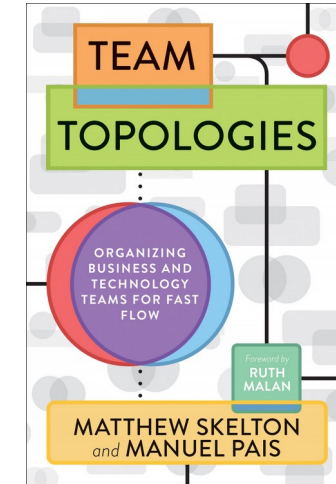 TEAM
TOPOLOGIES
ORGANIZING
BUSINESS AND
TECHNOLOGY
TEAMS FOR FAST
FLOW
Foreword by
RUTH
MALAN
MATTHEW SKELTON
and MANUEL PAIS